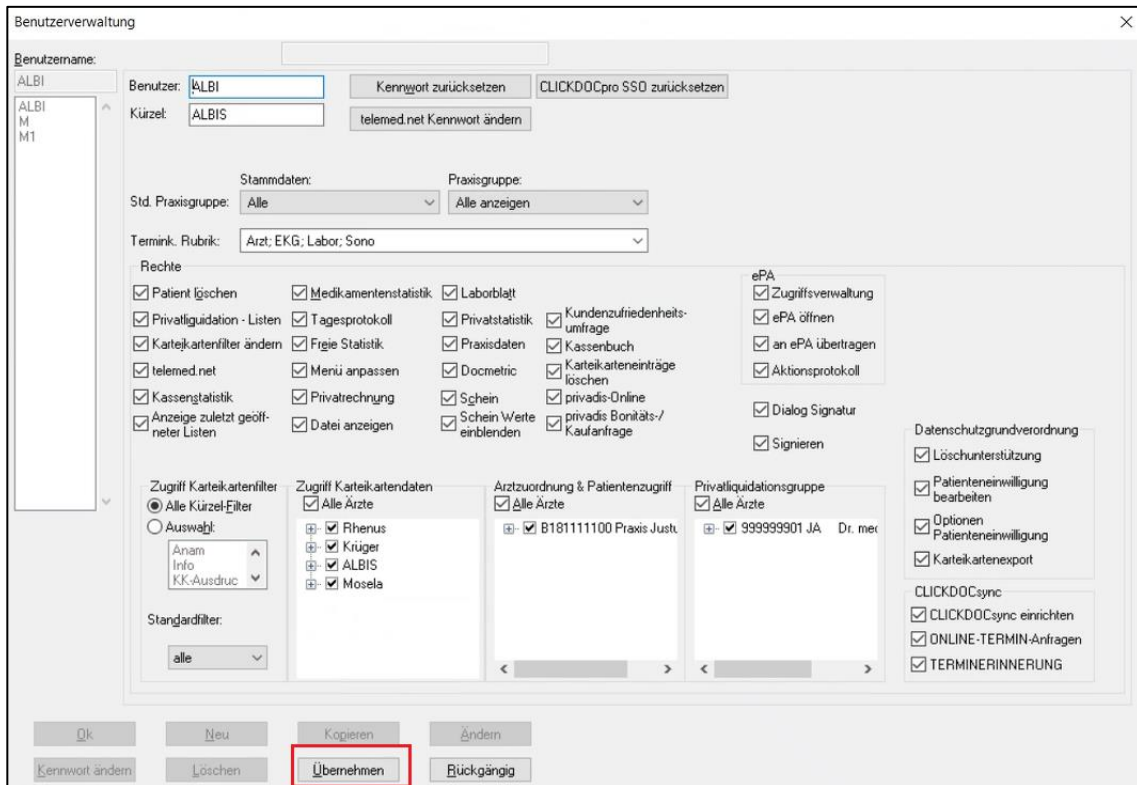 Benutzerverwaltung
Benutzername:
ALBI
ALBI
M
M1
Benutzer: ALBI
Kennwort zurücksetzen
CLICKDOCpro SSO zurücksetzen
Kürzel: ALBIS
telemed.net Kennwort ändern
Stammdaten: Praxisgruppe:
Std. Praxisgruppe: Alle Alle anzeigen
Termink. Rubrik: Arzt; EKG; Labor; Sono
Rechte
Patient löschen
Privatliguidation - Listen
Karteikartenfilter ändern
telemed.net
Kassenstatistik
Anzeige zuletzt geöff-
neter Listen
Medikamentenstatistik
Tagesprotokoll
Freie Statistik
Menü anpassen
Privatrechnung
Datei anzeigen
Laborblatt
Privatstatistik
Praxisdaten
Docmetric
Schein
Schein Werte
einblenden
Kundenzufriedenheits-
umfrage
Kassenbuch
Karteikarteneinträge
löschen
privadis-Online
privadis Bonitäts-/
Kaufanfrage
ePA
Zugriffsverwaltung
ePA öffnen
an ePA übertragen
Aktionsprotokoll
Dialog Signatur
Signieren
Datenschutzgrundverordnung
Löschunterstützung
Patienteneinwilligung
bearbeiten
Optionen
Patienteneinwilligung
Karteikartenexport
CLICKDOCsync
CLICKDOCsync einrichten
ONLINE-TERMIN-Anfragen
TERMINERINNERUNG
Zugriff Karteikartenfilter
Alle Kürzel-Filter
Auswahl:
Anam
Info
KK-Ausdruc
Standardfilter:
alle
Zugriff Karteikartendaten
Alle Ärzte
Rhenus
Krüger
ALBIS
Mosela
Arztzuordnung & Patientenzugriff
Alle Ärzte
B181111100 Praxis Justu
Privatliquidationsgruppe
Alle Ärzte
999999901 JA Dr. med
Ok Neu Kopieren Ändern
Kennwort ändern Löschen Übernehmen Rückgängig